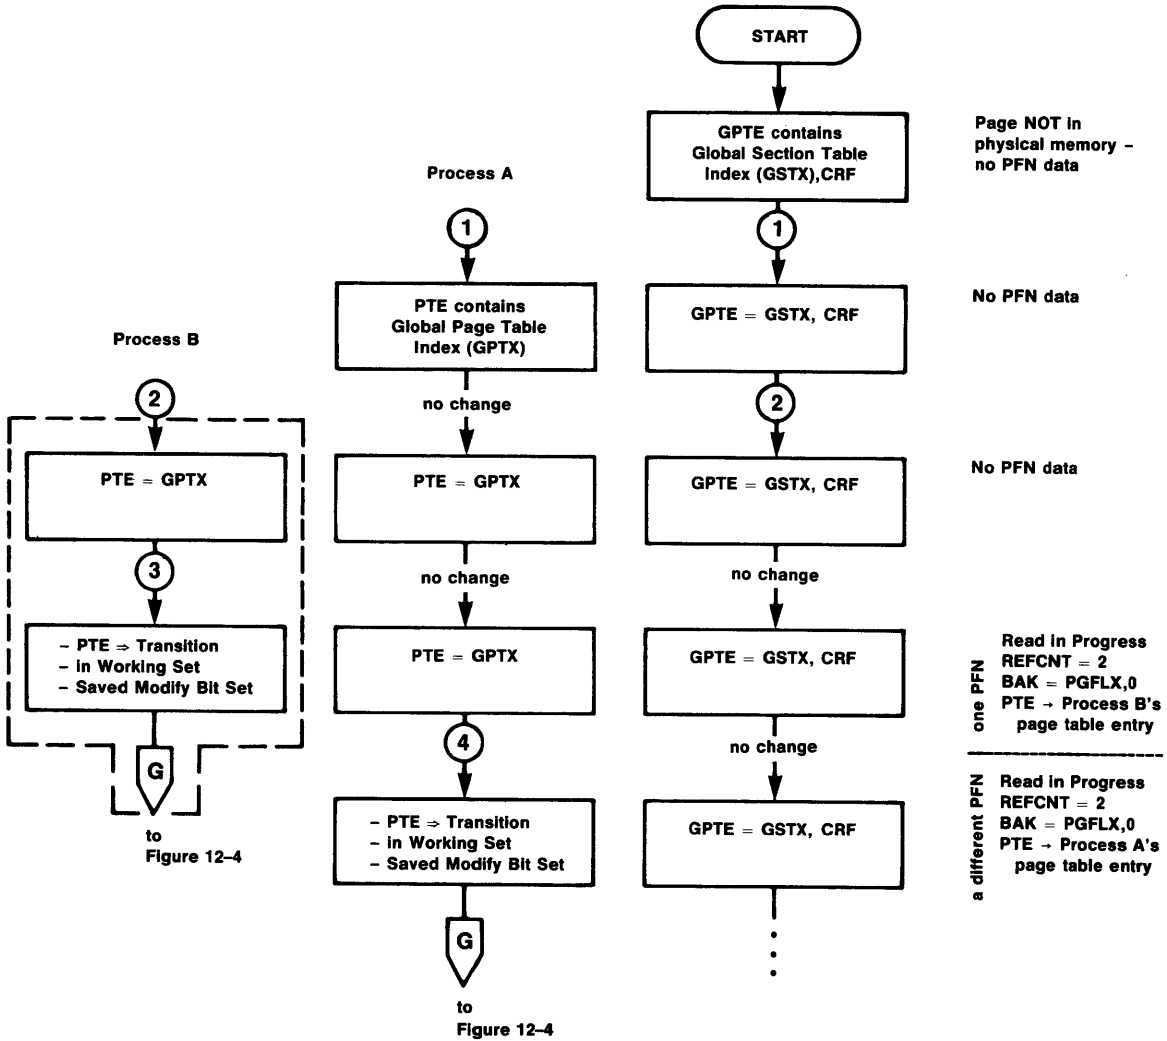 START
GPTE contains
Global Section Table
Index (GSTX),CRF
Page NOT in
physical memory –
no PFN data
Process A
1
1
PTE contains
Global Page Table
Index (GPTX)
GPTE = GSTX, CRF
No PFN data
Process B
2
no change
2
PTE = GPTX
PTE = GPTX
GPTE = GSTX, CRF
No PFN data
3
no change
no change
– PTE ⇒ Transition
– in Working Set
– Saved Modify Bit Set
PTE = GPTX
GPTE = GSTX, CRF
one PFN
Read in Progress
REFCNT = 2
BAK = PGFLX,0
PTE → Process B's
page table entry
4
no change
G
to
Figure 12–4
– PTE ⇒ Transition
– in Working Set
– Saved Modify Bit Set
GPTE = GSTX, CRF
a different PFN
Read in Progress
REFCNT = 2
BAK = PGFLX,0
PTE → Process A's
page table entry
G
to
Figure 12–4